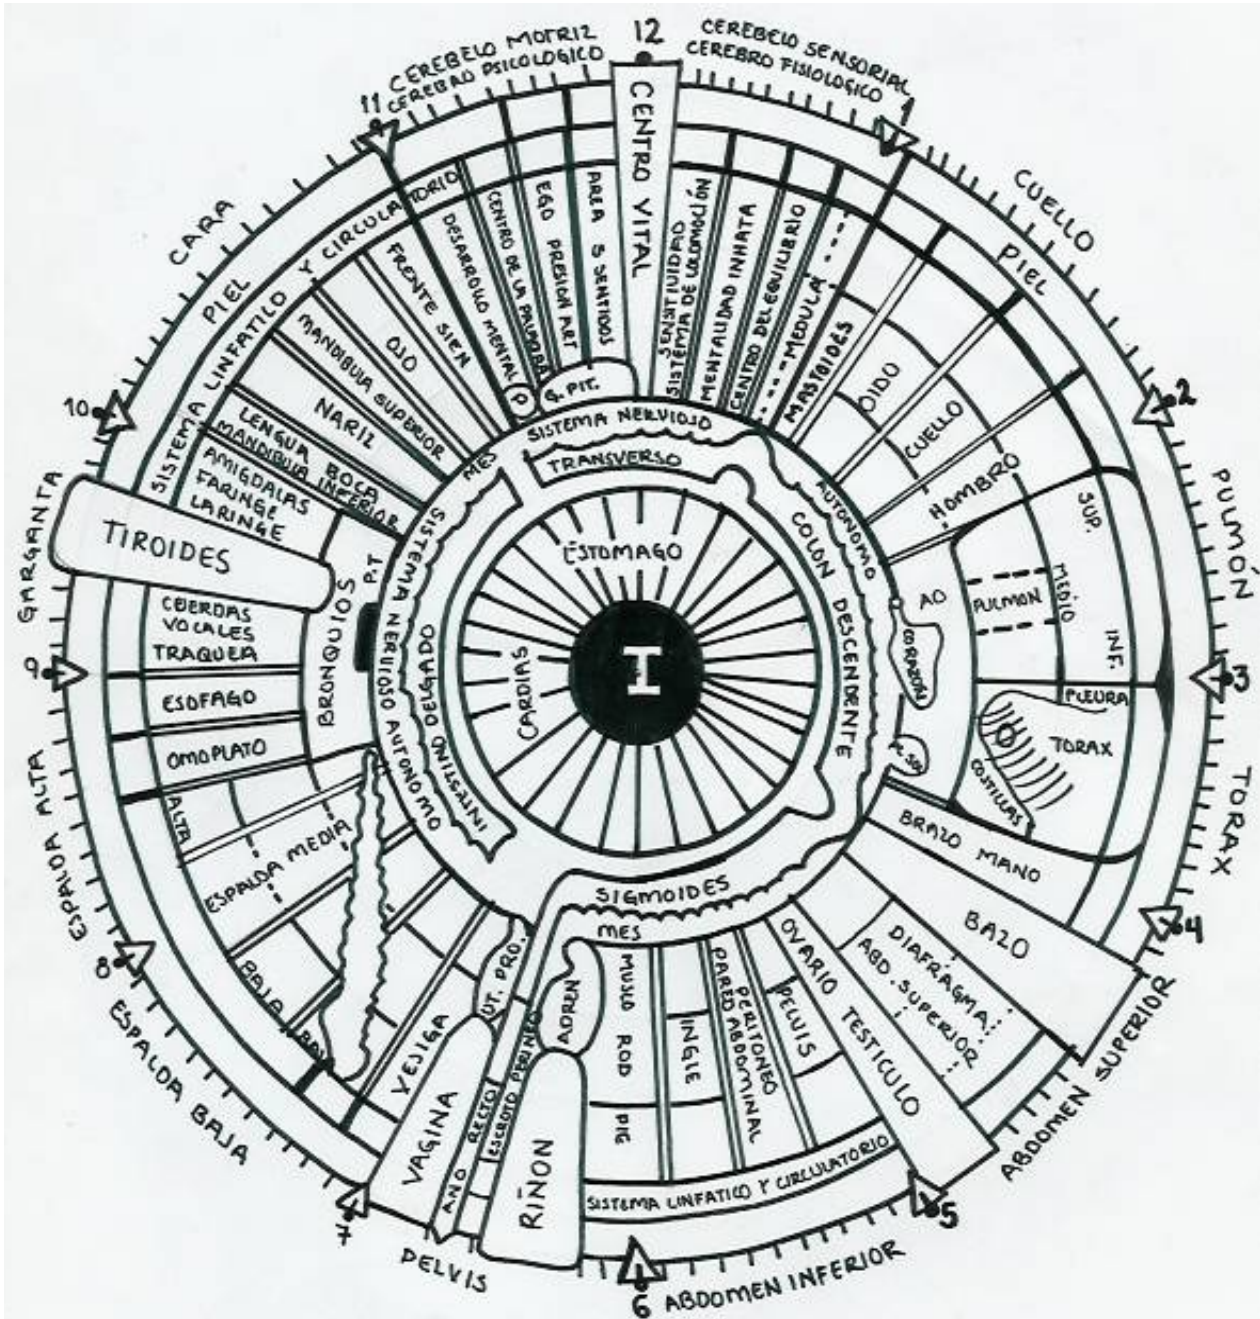 12
CEREBELO MOTRIZ
CEREBRO PSICOLOGICO
CEREBELO SENSORIAL
CEREBRO FISIOLOGICO
1
CUELLO
PIEL
2
PULMÓN
3
TORAX
4
ABDOMEN SUPERIOR
5
ABDOMEN INFERIOR
6
PELVIS
7
ESPALDA BAJA
8
ESPALDA ALTA
9
GARGANTA
10
CARA
PIEL
11
SISTEMA LINFATICO Y CIRCULATORIO
CENTRO VITAL
SENSITIVIDAD
SISTEMA DE LOCOMOCIÓN
MENTALIDAD INNATA
CENTRO DEL EQUILIBRIO
MEDULA
MASTOIDES
OIDO
CUELLO
HOMBRO
SUP.
MEDIO
INF.
PULMON
AO
CORAZON
PLEURA
TORAX
COSTILLAS
BRAZO MANO
BAZO
DIAFRAGMA
ABD. SUPERIOR
OVARIO TESTICULO
PELVIS
PERITONEO
PARED ABDOMINAL
INGLE
MUSLO ROD PIE
SISTEMA LINFATICO Y CIRCULATORIO
ADREN
RIÑON
ESCROTO PERINEO
ANO RECTO
UT. PRO.
VAGINA
VEJIGA
BAJA
ESPALDA MEDIA
ALTA
OMOPLATO
ESOFAGO
TRAQUEA
CUERDAS
VOCALES
BRONQUIOS
P.T
TIROIDES
AMIGDALAS
FARINGE
LARINGE
LENGUA BOCA
MANDIBULA INFERIOR
NARIZ
MANDIBULA SUPERIOR
OJO
FRENTE SIEN
DESARROLLO MENTAL
P
CENTRO DE LA PALABRA
EGO PRESION ART
AREA 5 SENTIDOS
G. PIT.
SISTEMA NERVIOSO
AUTONOMO
MES
SISTEMA NERVIOSO AUTONOMO
MES
TRANSVERSO
COLON DESCENDENTE
SIGMOIDES
INTESTINO DELGADO
ESTOMAGO
CARDIAS
I